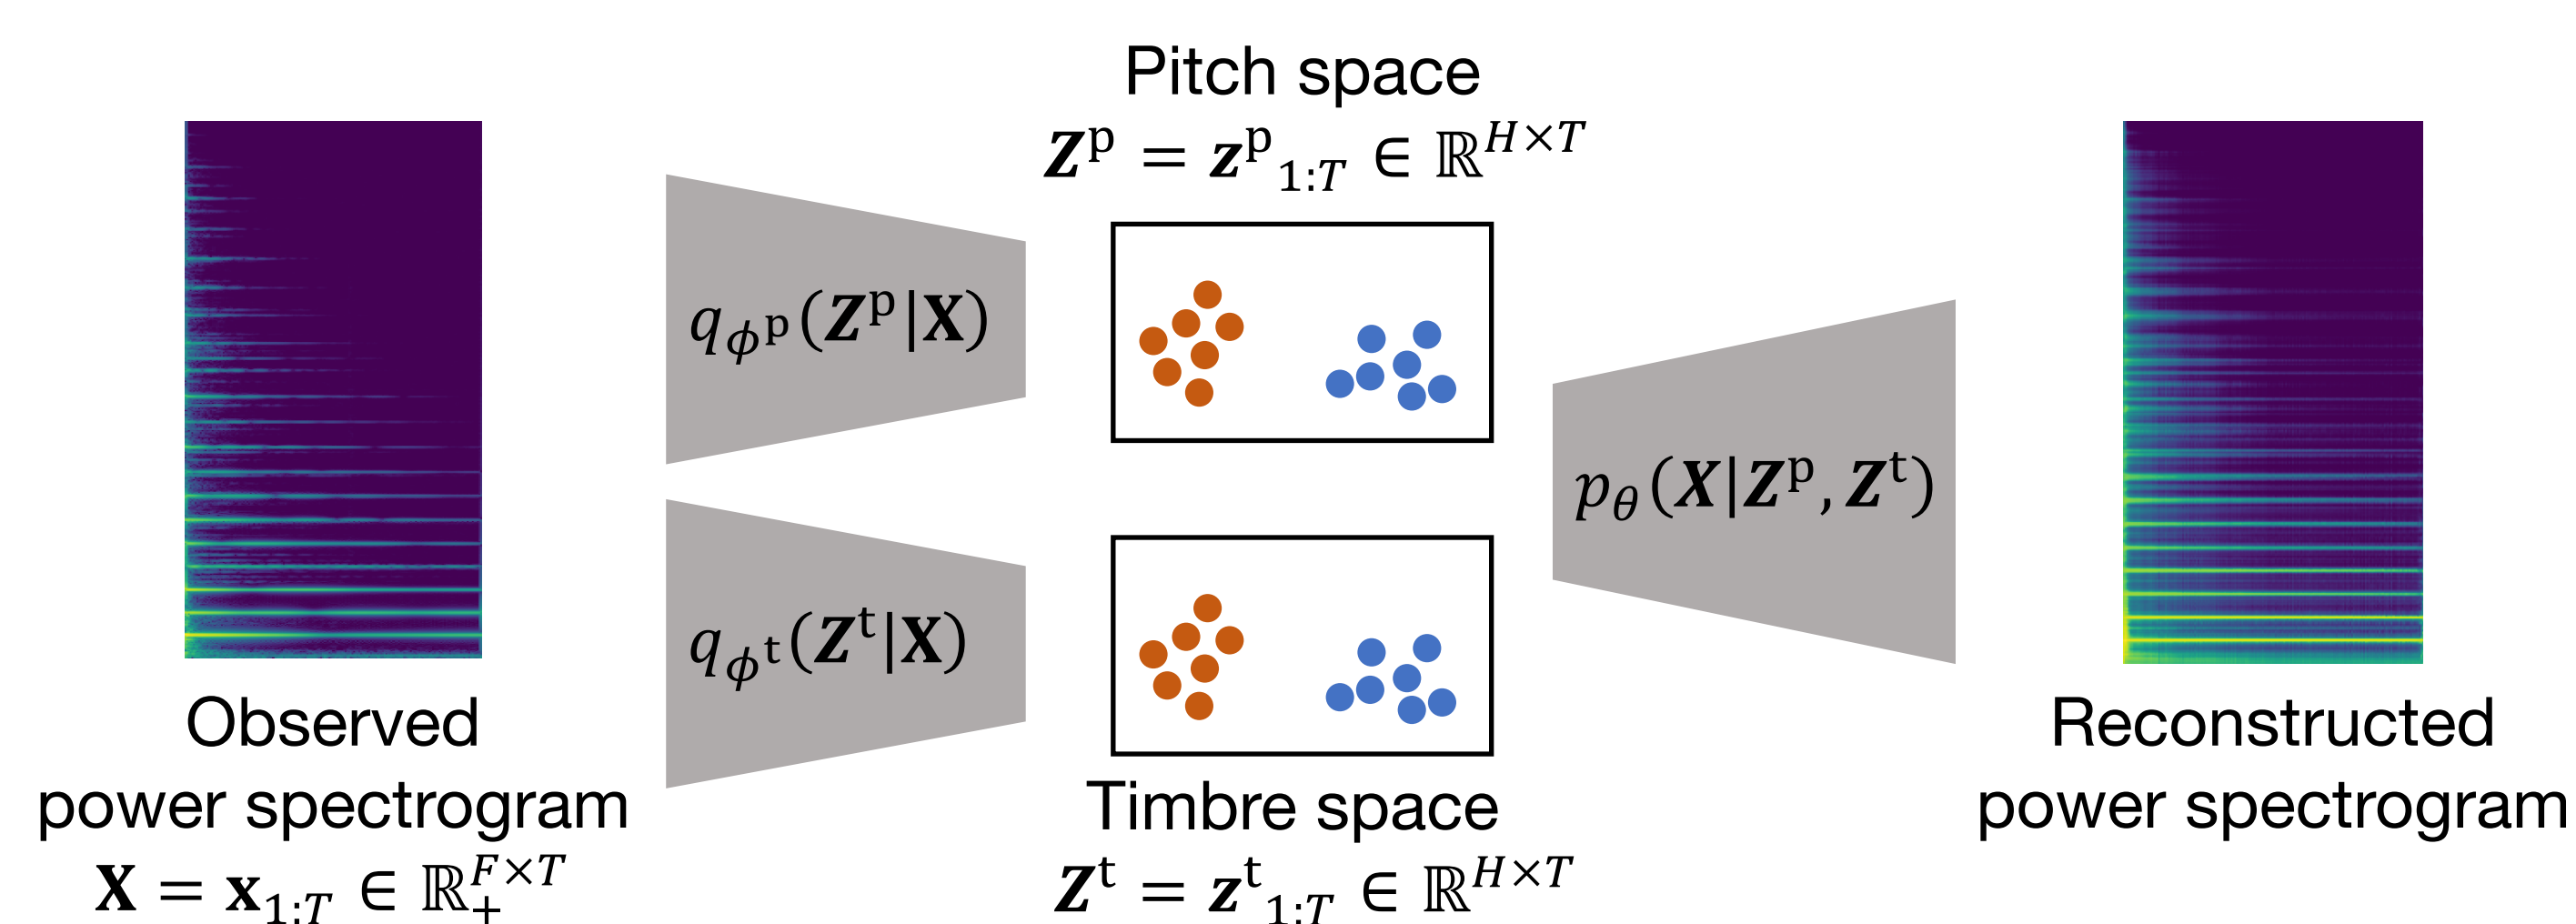 Pitch space
𝒁ᵖ = 𝒛ᵖ₁:T ∈ ℝ^{H×T}
q_{ϕᵖ}(𝒁ᵖ|𝐗)
q_{ϕᵗ}(𝒁ᵗ|𝐗)
p_θ(𝑿|𝒁ᵖ, 𝒁ᵗ)
Observed
power spectrogram
𝐗 = 𝐱₁:T ∈ ℝ₊^{F×T}
Timbre space
𝒁ᵗ = 𝒛ᵗ₁:T ∈ ℝ^{H×T}
Reconstructed
power spectrogram